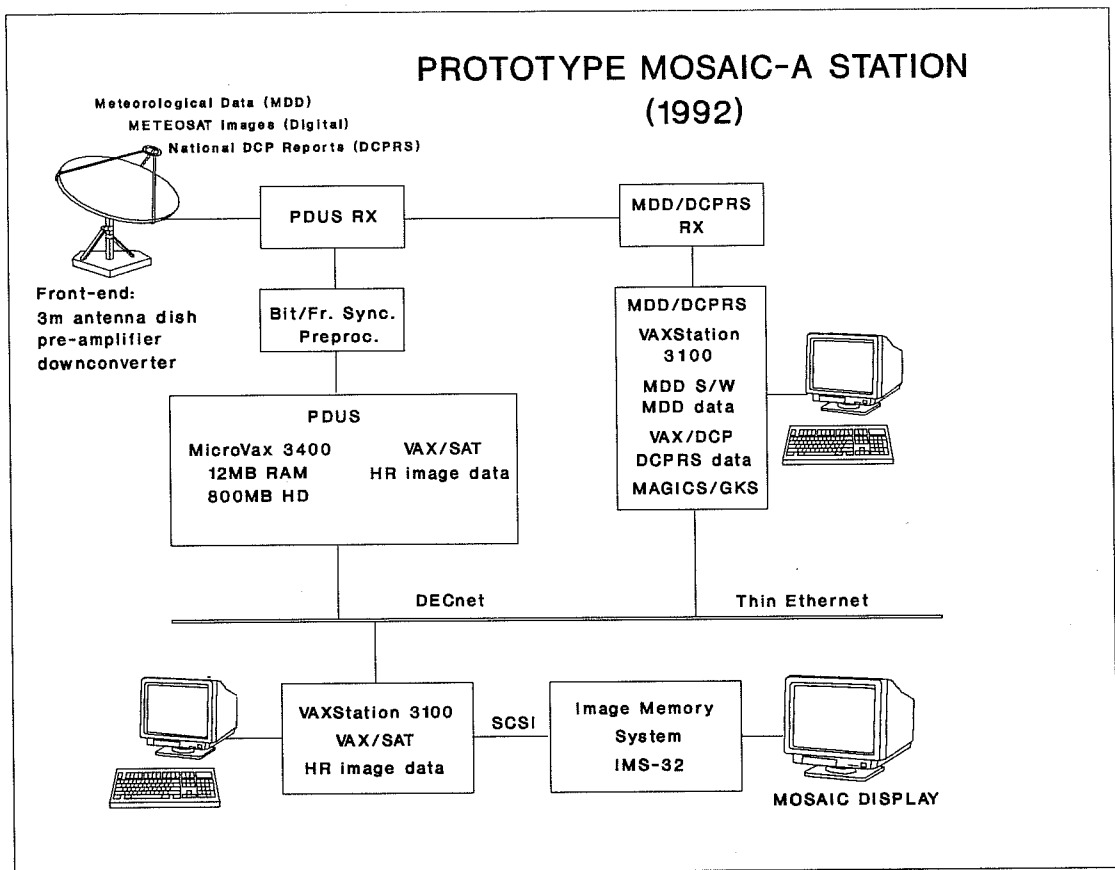 PROTOTYPE MOSAIC-A STATION
(1992)
Meteorological Data (MDD)
METEOSAT Images (Digital)
National DCP Reports (DCPRS)
PDUS RX
MDD/DCPRS
RX
Front-end:
3m antenna dish
pre-amplifier
downconverter
Bit/Fr. Sync.
Preproc.
MDD/DCPRS
VAXStation
3100
MDD S/W
MDD data
VAX/DCP
DCPRS data
MAGICS/GKS
PDUS
MicroVax 3400
12MB RAM
800MB HD
VAX/SAT
HR image data
DECnet
Thin Ethernet
VAXStation 3100
VAX/SAT
HR image data
SCSI
Image Memory
System
IMS-32
MOSAIC DISPLAY